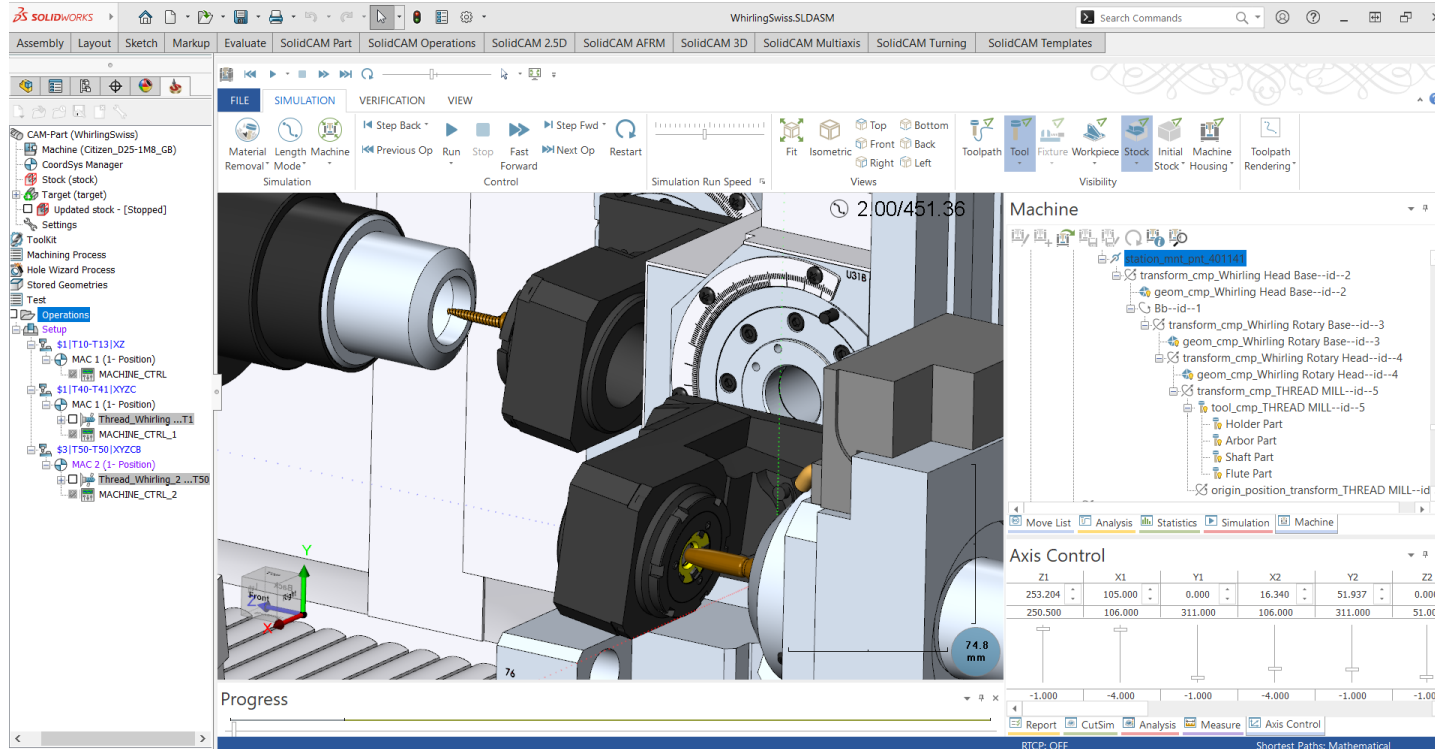 SOLIDWORKS
WhirlingSwiss.SLDASM
Search Commands
Assembly Layout Sketch Markup Evaluate SolidCAM Part SolidCAM Operations SolidCAM 2.5D SolidCAM AFRM SolidCAM 3D SolidCAM Multiaxis SolidCAM Turning SolidCAM Templates
FILE SIMULATION VERIFICATION VIEW
Material Removal
Length Mode
Machine
Simulation
Step Back
Previous Op
Run
Stop
Fast Forward
Step Fwd
Next Op
Restart
Control
Simulation Run Speed
Fit
Isometric
Top
Front
Right
Bottom
Back
Left
Views
Toolpath
Tool
Fixture
Workpiece
Stock
Initial Stock
Machine Housing
Visibility
Toolpath Rendering
CAM-Part (WhirlingSwiss)
Machine (Citizen_D25-1M8_GB)
CoordSys Manager
Stock (stock)
Target (target)
Updated stock - [Stopped]
Settings
ToolKit
Machining Process
Hole Wizard Process
Stored Geometries
Test
Operations
Setup
$1|T10-T13|XZ
MAC 1 (1- Position)
MACHINE_CTRL
$1|T40-T41|XYZC
MAC 1 (1- Position)
Thread_Whirling ...T1
MACHINE_CTRL_1
$3|T50-T50|XYZCB
MAC 2 (1- Position)
Thread_Whirling_2 ...T50
MACHINE_CTRL_2
2.00/451.36
U31B
Y
Z
X
Front
76
74.8
mm
Progress
Machine
station_mnt_pnt_401141
transform_cmp_Whirling Head Base--id--2
geom_cmp_Whirling Head Base--id--2
Bb--id--1
transform_cmp_Whirling Rotary Base--id--3
geom_cmp_Whirling Rotary Base--id--3
transform_cmp_Whirling Rotary Head--id--4
geom_cmp_Whirling Rotary Head--id--4
transform_cmp_THREAD MILL--id--5
tool_cmp_THREAD MILL--id--5
Holder Part
Arbor Part
Shaft Part
Flute Part
origin_position_transform_THREAD MILL--id
Move List Analysis Statistics Simulation Machine
Axis Control
Z1 X1 Y1 X2 Y2 Z2
253.204 105.000 0.000 16.340 51.937 0.00
250.500 106.000 311.000 106.000 311.000 51.00
-1.000 -4.000 -1.000 -4.000 -1.000 -1.00
Report CutSim Analysis Measure Axis Control
RTCP: OFF Shortest Paths: Mathematical